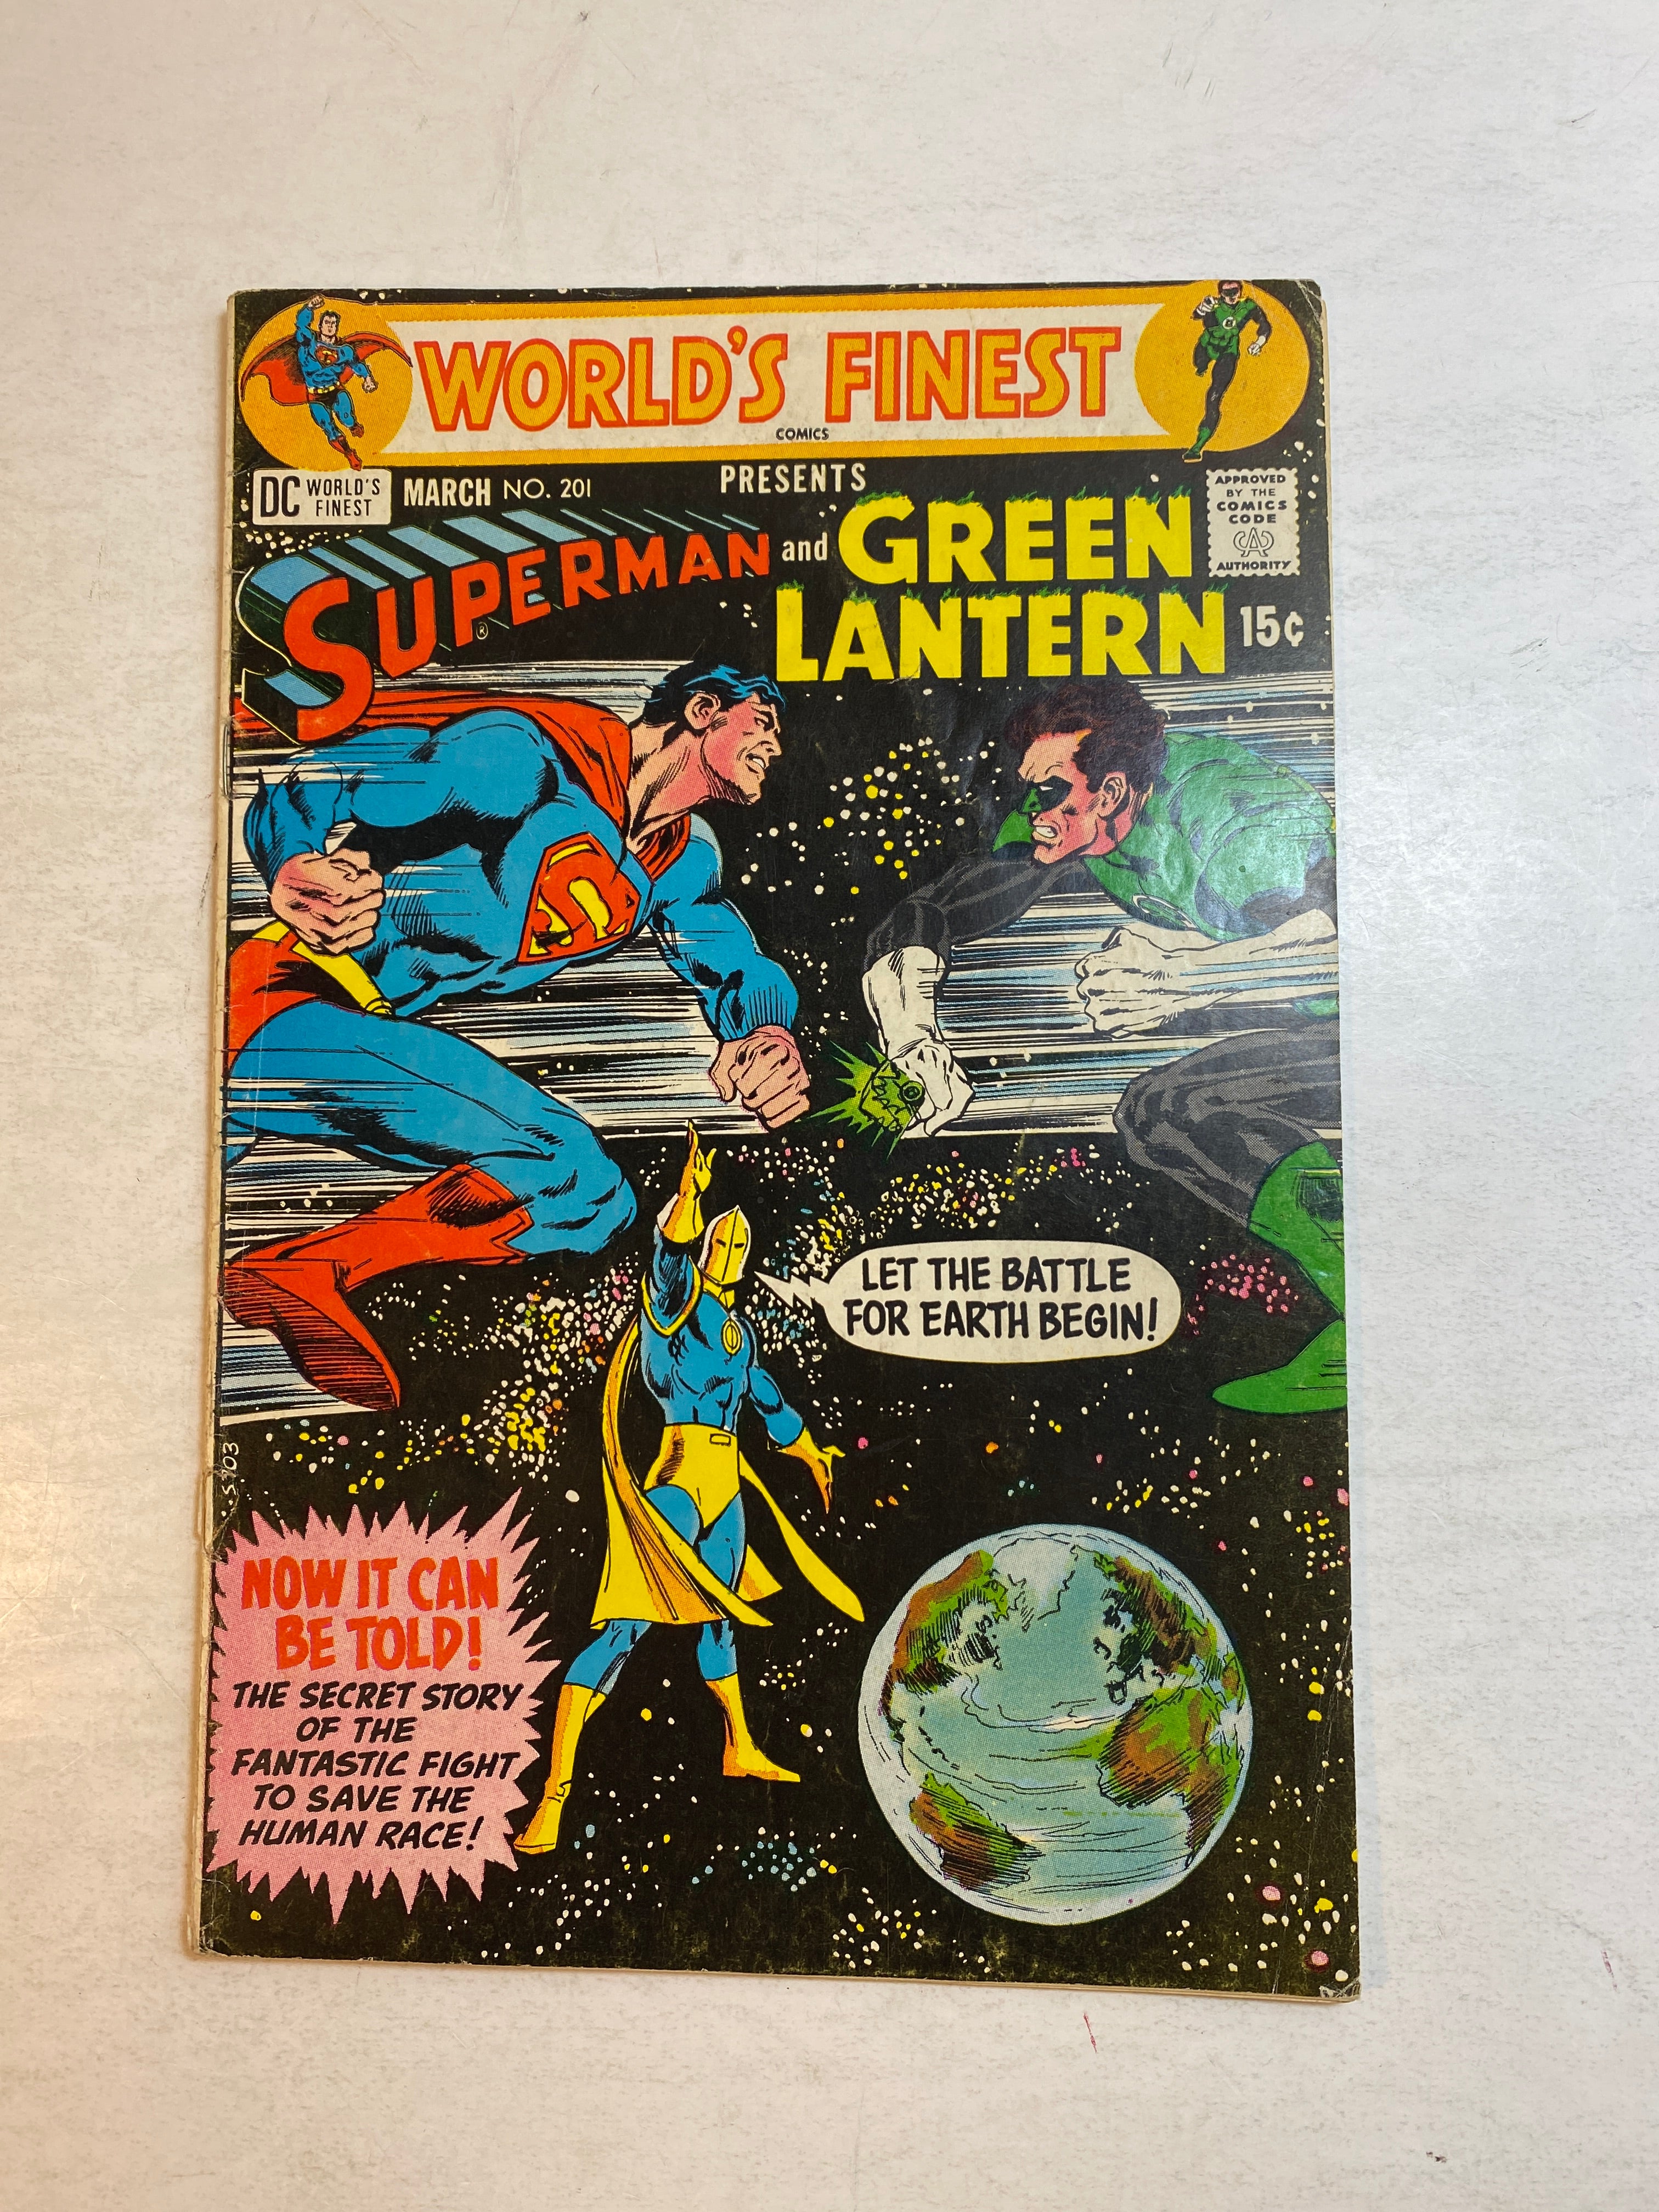 WORLD'S FINEST
COMICS
DC WORLD'S
FINEST
MARCH NO. 201
PRESENTS
SUPERMAN
®
and
GREEN
LANTERN
15¢
APPROVED
BY THE
COMICS
CODE
CA
AUTHORITY
LET THE BATTLE
FOR EARTH BEGIN!
S
NOW IT CAN
BE TOLD!
THE SECRET STORY
OF THE
FANTASTIC FIGHT
TO SAVE THE
HUMAN RACE!